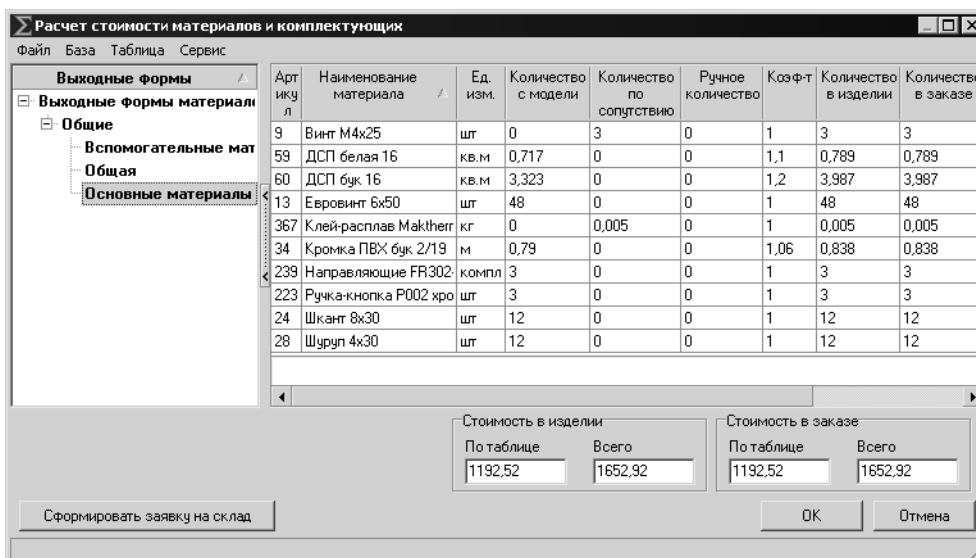 Расчет стоимости материалов и комплектующих
Файл База Таблица Сервис
Выходные формы
Выходные формы материал
Общие
Вспомогательные мат
Общая
Основные материалы
Арт
ику
л
Наименование
материала
Ед.
изм.
Количество
с модели
Количество
по
сопутствию
Ручное
количество
Коэф-т
Количество
в изделии
Количество
в заказе
9 Винт М4х25 шт 0 3 0 1 3 3
59 ДСП белая 16 кв.м 0,717 0 0 1,1 0,789 0,789
60 ДСП бук 16 кв.м 3,323 0 0 1,2 3,987 3,987
13 Евровинт 6х50 шт 48 0 0 1 48 48
367 Клей-расплав Maktherr кг 0 0,005 0 1 0,005 0,005
34 Кромка ПВХ бук 2/19 м 0,79 0 0 1,06 0,838 0,838
239 Направляющие FR302- компл 3 0 0 1 3 3
223 Ручка-кнопка P002 хро шт 3 0 0 1 3 3
24 Шкант 8х30 шт 12 0 0 1 12 12
28 Шуруп 4х30 шт 12 0 0 1 12 12
Стоимость в изделии
По таблице Всего
1192,52 1652,92
Стоимость в заказе
По таблице Всего
1192,52 1652,92
Сформировать заявку на склад
OK
Отмена